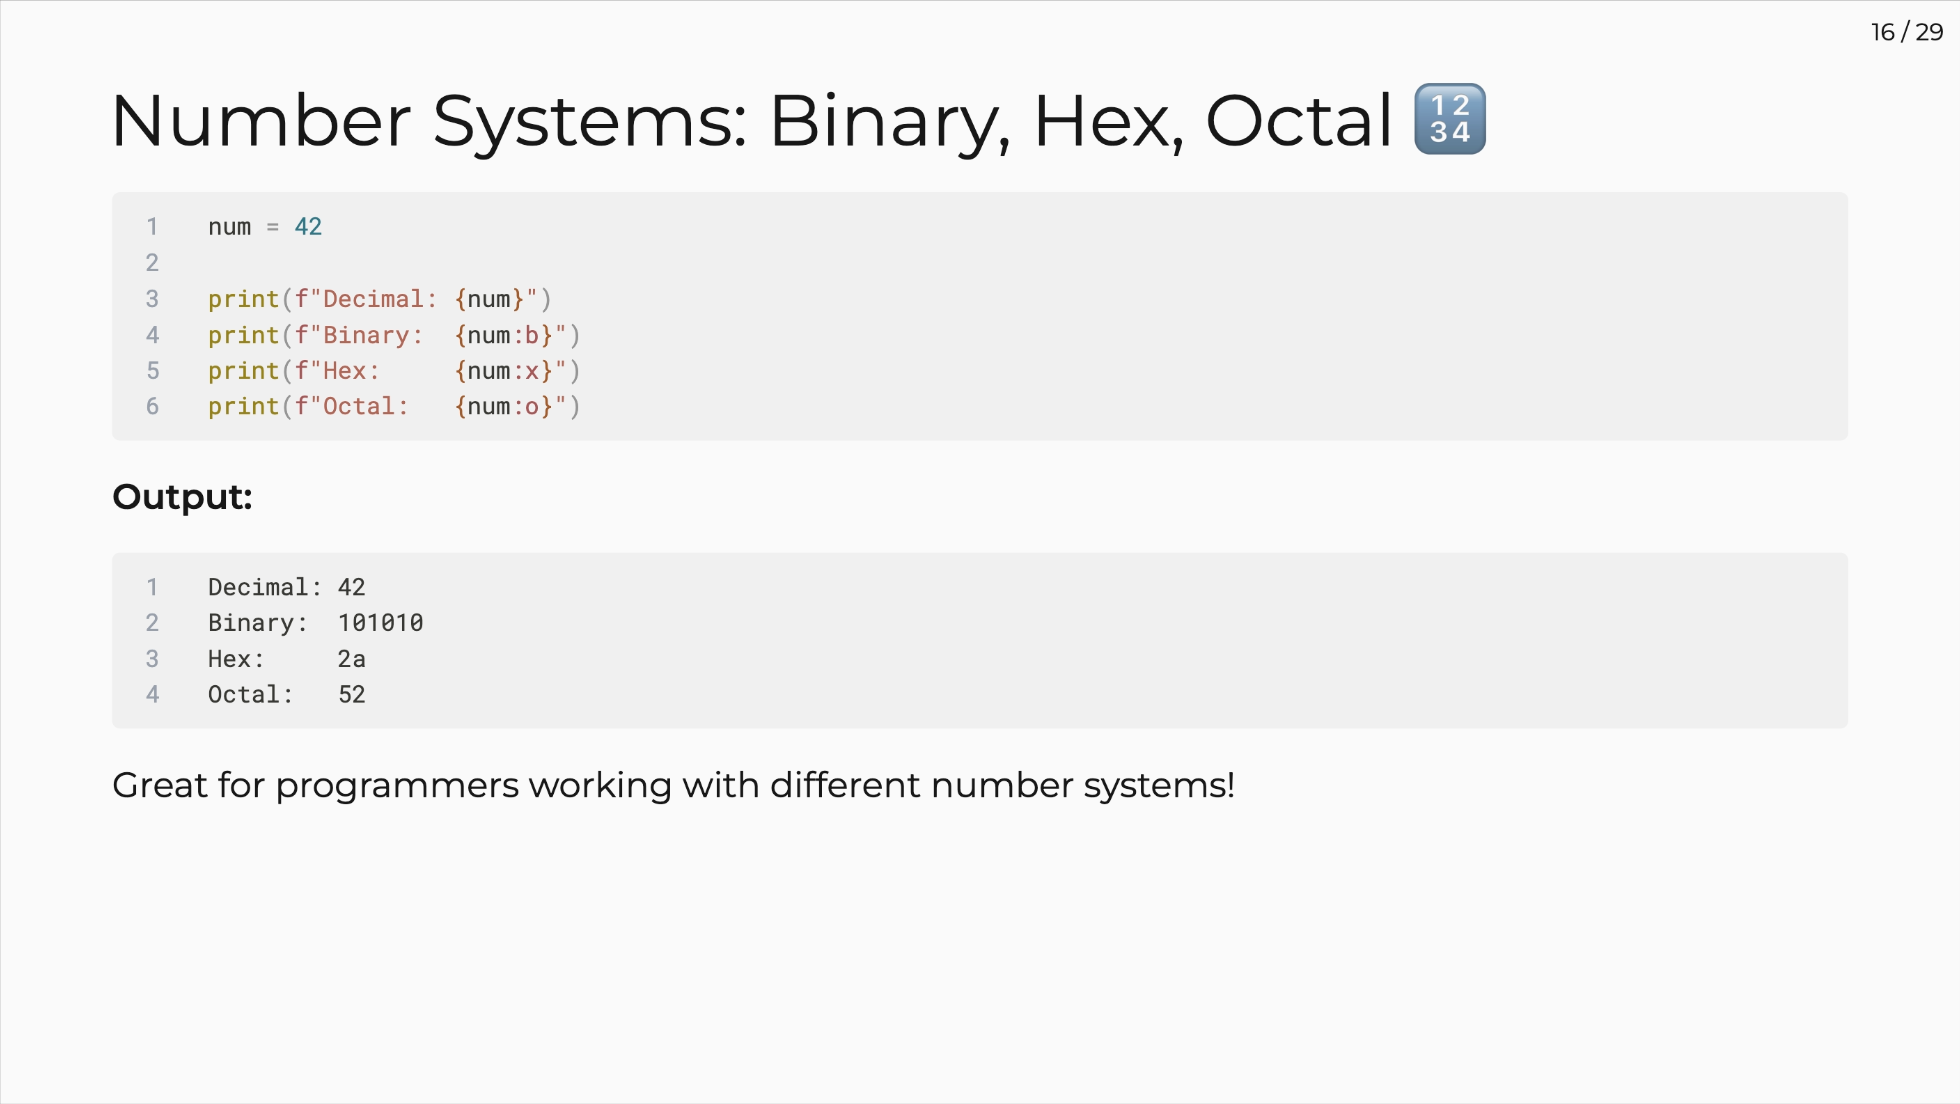 16 / 29
Number Systems: Binary, Hex, Octal 🔢
1 num = 42
2
3 print(f"Decimal: {num}")
4 print(f"Binary:  {num:b}")
5 print(f"Hex:     {num:x}")
6 print(f"Octal:   {num:o}")
Output:
1 Decimal: 42
2 Binary:  101010
3 Hex:     2a
4 Octal:   52
Great for programmers working with different number systems!